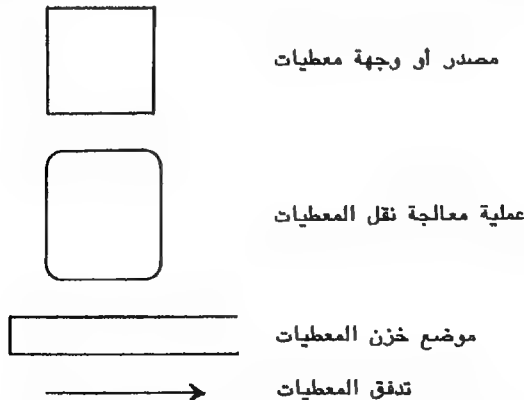 مصدر أو وجهة معطيات
عملية معالجة نقل المعطيات
موضع خزن المعطيات
تدفق المعطيات